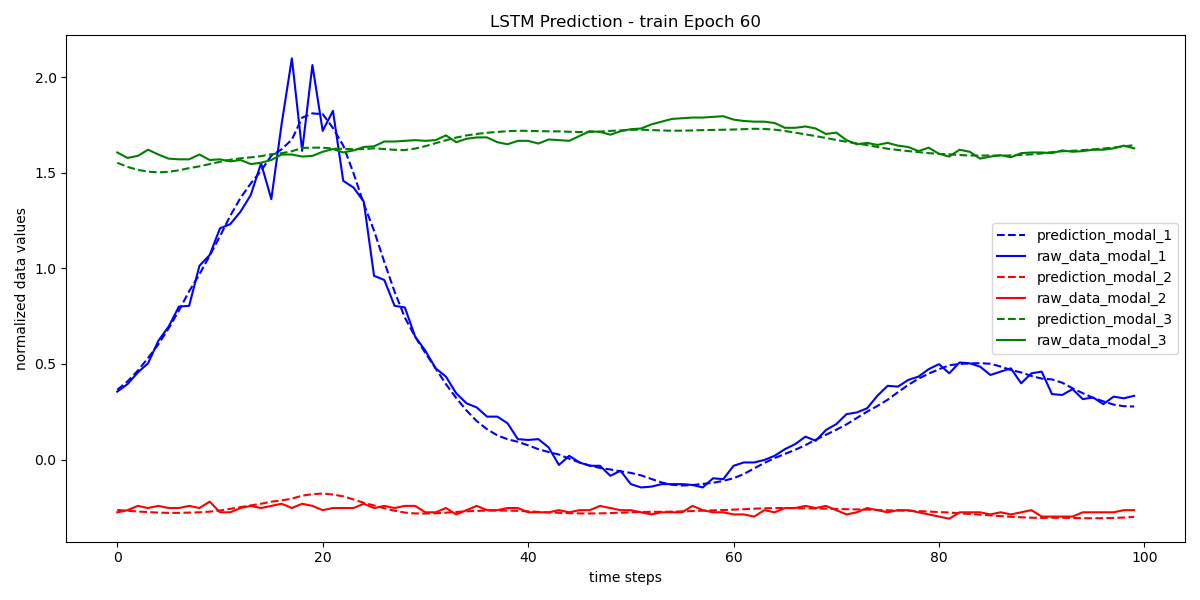 LSTM Prediction - train Epoch 60
normalized data values
2.0
1.5
1.0
0.5
0.0
prediction_modal_1
raw_data_modal_1
prediction_modal_2
raw_data_modal_2
prediction_modal_3
raw_data_modal_3
0 20 40 60 80 100
time steps